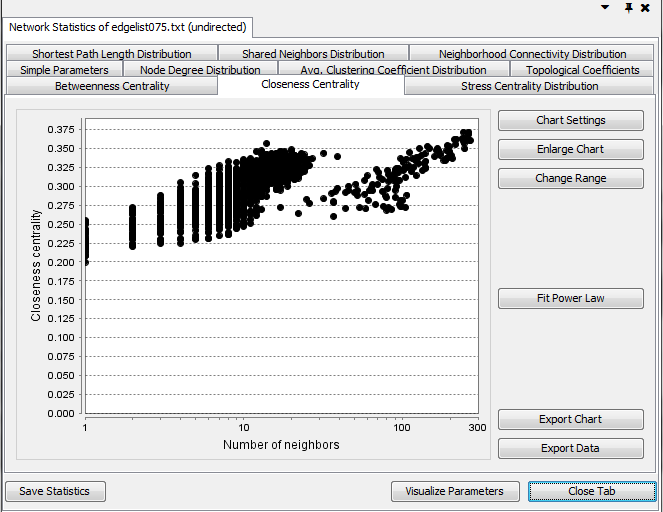 Network Statistics of edgelist075.txt (undirected)
Shortest Path Length Distribution Shared Neighbors Distribution Neighborhood Connectivity Distribution
Simple Parameters Node Degree Distribution Avg. Clustering Coefficient Distribution Topological Coefficients
Betweenness Centrality Closeness Centrality Stress Centrality Distribution
Chart Settings
Enlarge Chart
Change Range
Fit Power Law
Export Chart
Export Data
Closeness centrality
0.375
0.350
0.325
0.300
0.275
0.250
0.225
0.200
0.175
0.150
0.125
0.100
0.075
0.050
0.025
0.000
1 10 100 300
Number of neighbors
Save Statistics Visualize Parameters Close Tab